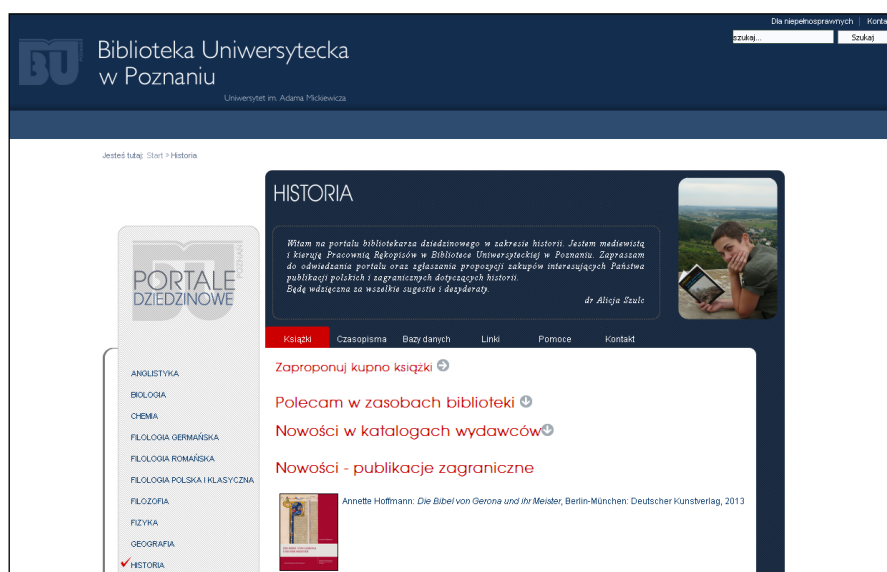 Dla niepełnosprawnych | Konta
szukaj... Szukaj
BU
Biblioteka Uniwersytecka
w Poznaniu
Uniwersytet im. Adama Mickiewicza
Jesteś tutaj: Start » Historia
HISTORIA
Witam na portalu bibliotekarza dziedzinowego w zakresie historii. Jestem mediewistą
i kieruję Pracownią Rękopisów w Bibliotece Uniwersyteckiej w Poznaniu. Zapraszam
do odwiedzania portalu oraz zgłaszania propozycji zakupów interesujących Państwa
publikacji polskich i zagranicznych dotyczących historii.
Będę wdzięczna za wszelkie sugestie i dezyderaty.
dr Alicja Szulc
POZNAŃ
PORTALE
DZIEDZINOWE
Książki Czasopisma Bazy danych Linki Pomoce Kontakt
ANGLISTYKA
BIOLOGIA
CHEMIA
FILOLOGIA GERMAŃSKA
FILOLOGIA ROMAŃSKA
FILOLOGIA POLSKA I KLASYCZNA
FILOZOFIA
FIZYKA
GEOGRAFIA
HISTORIA
Zaproponuj kupno książki
Polecam w zasobach biblioteki
Nowości w katalogach wydawców
Nowości - publikacje zagraniczne
Annette Hoffmann: Die Bibel von Gerona und ihr Meister, Berlin-München: Deutscher Kunstverlag, 2013